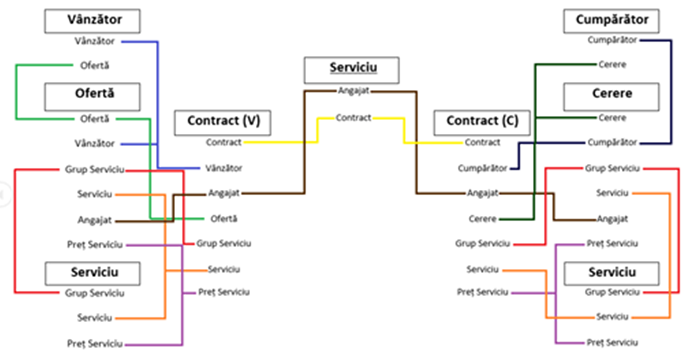 Vânzător
Vânzător
Ofertă
Ofertă
Ofertă
Vânzător
Grup Serviciu
Serviciu
Angajat
Preț Serviciu
Serviciu
Grup Serviciu
Serviciu
Preț Serviciu
Contract (V)
Contract
Vânzător
Angajat
Ofertă
Grup Serviciu
Serviciu
Preț Serviciu
Serviciu
Angajat
Contract
Contract (C)
Contract
Cumpărător
Angajat
Cerere
Grup Serviciu
Serviciu
Preț Serviciu
Cumpărător
Cumpărător
Cerere
Cerere
Cerere
Cumpărător
Grup Serviciu
Serviciu
Angajat
Preț Serviciu
Serviciu
Grup Serviciu
Serviciu
Preț Serviciu